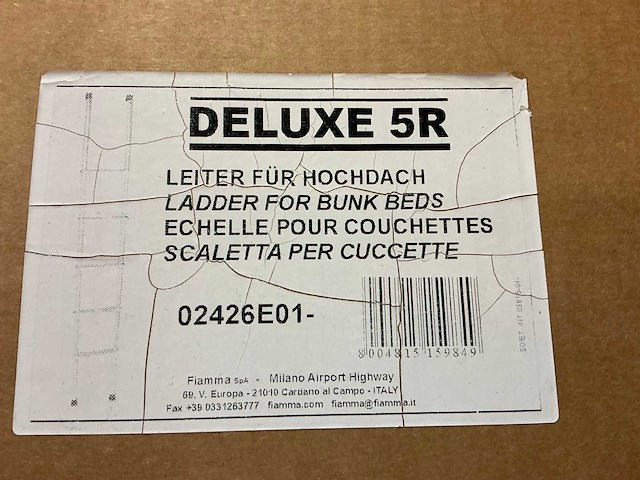 DELUXE 5R
LEITER FÜR HOCHDACH
LADDER FOR BUNK BEDS
ECHELLE POUR COUCHETTES
SCALETTA PER CUCCETTE
02426E01-
8 004815 159849
Fiamma SpA - Milano Airport Highway
69, V. Europa - 21010 Cardano al Campo - ITALY
Fax +39 0331263777 fiamma.com fiamma@fiamma.it